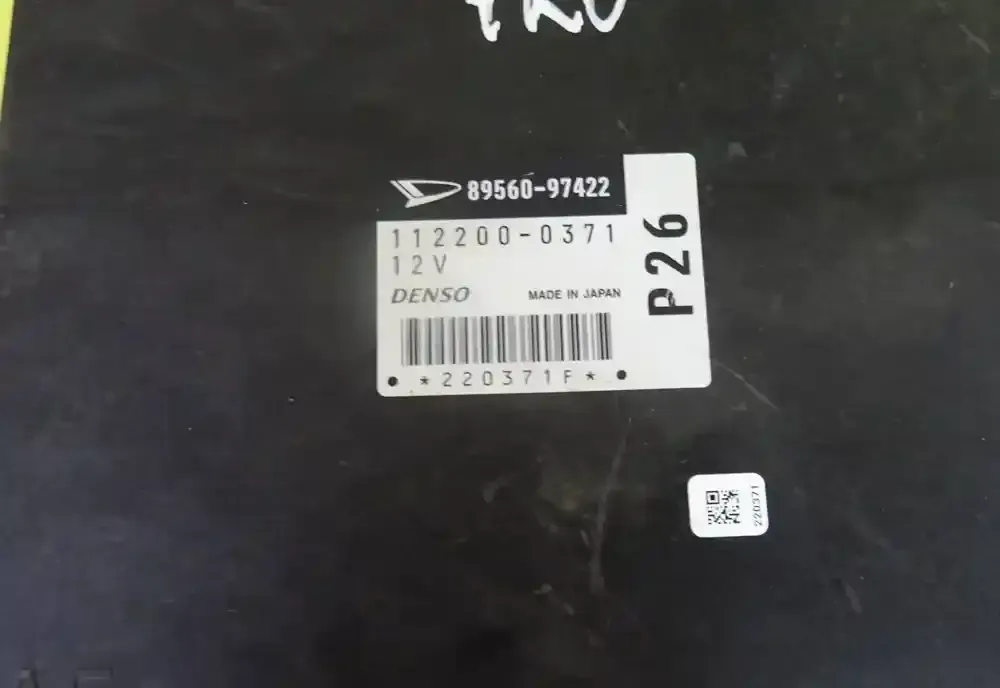 89560-97422
112200-0371
12V
DENSO MADE IN JAPAN
*220371F*
P26
220371